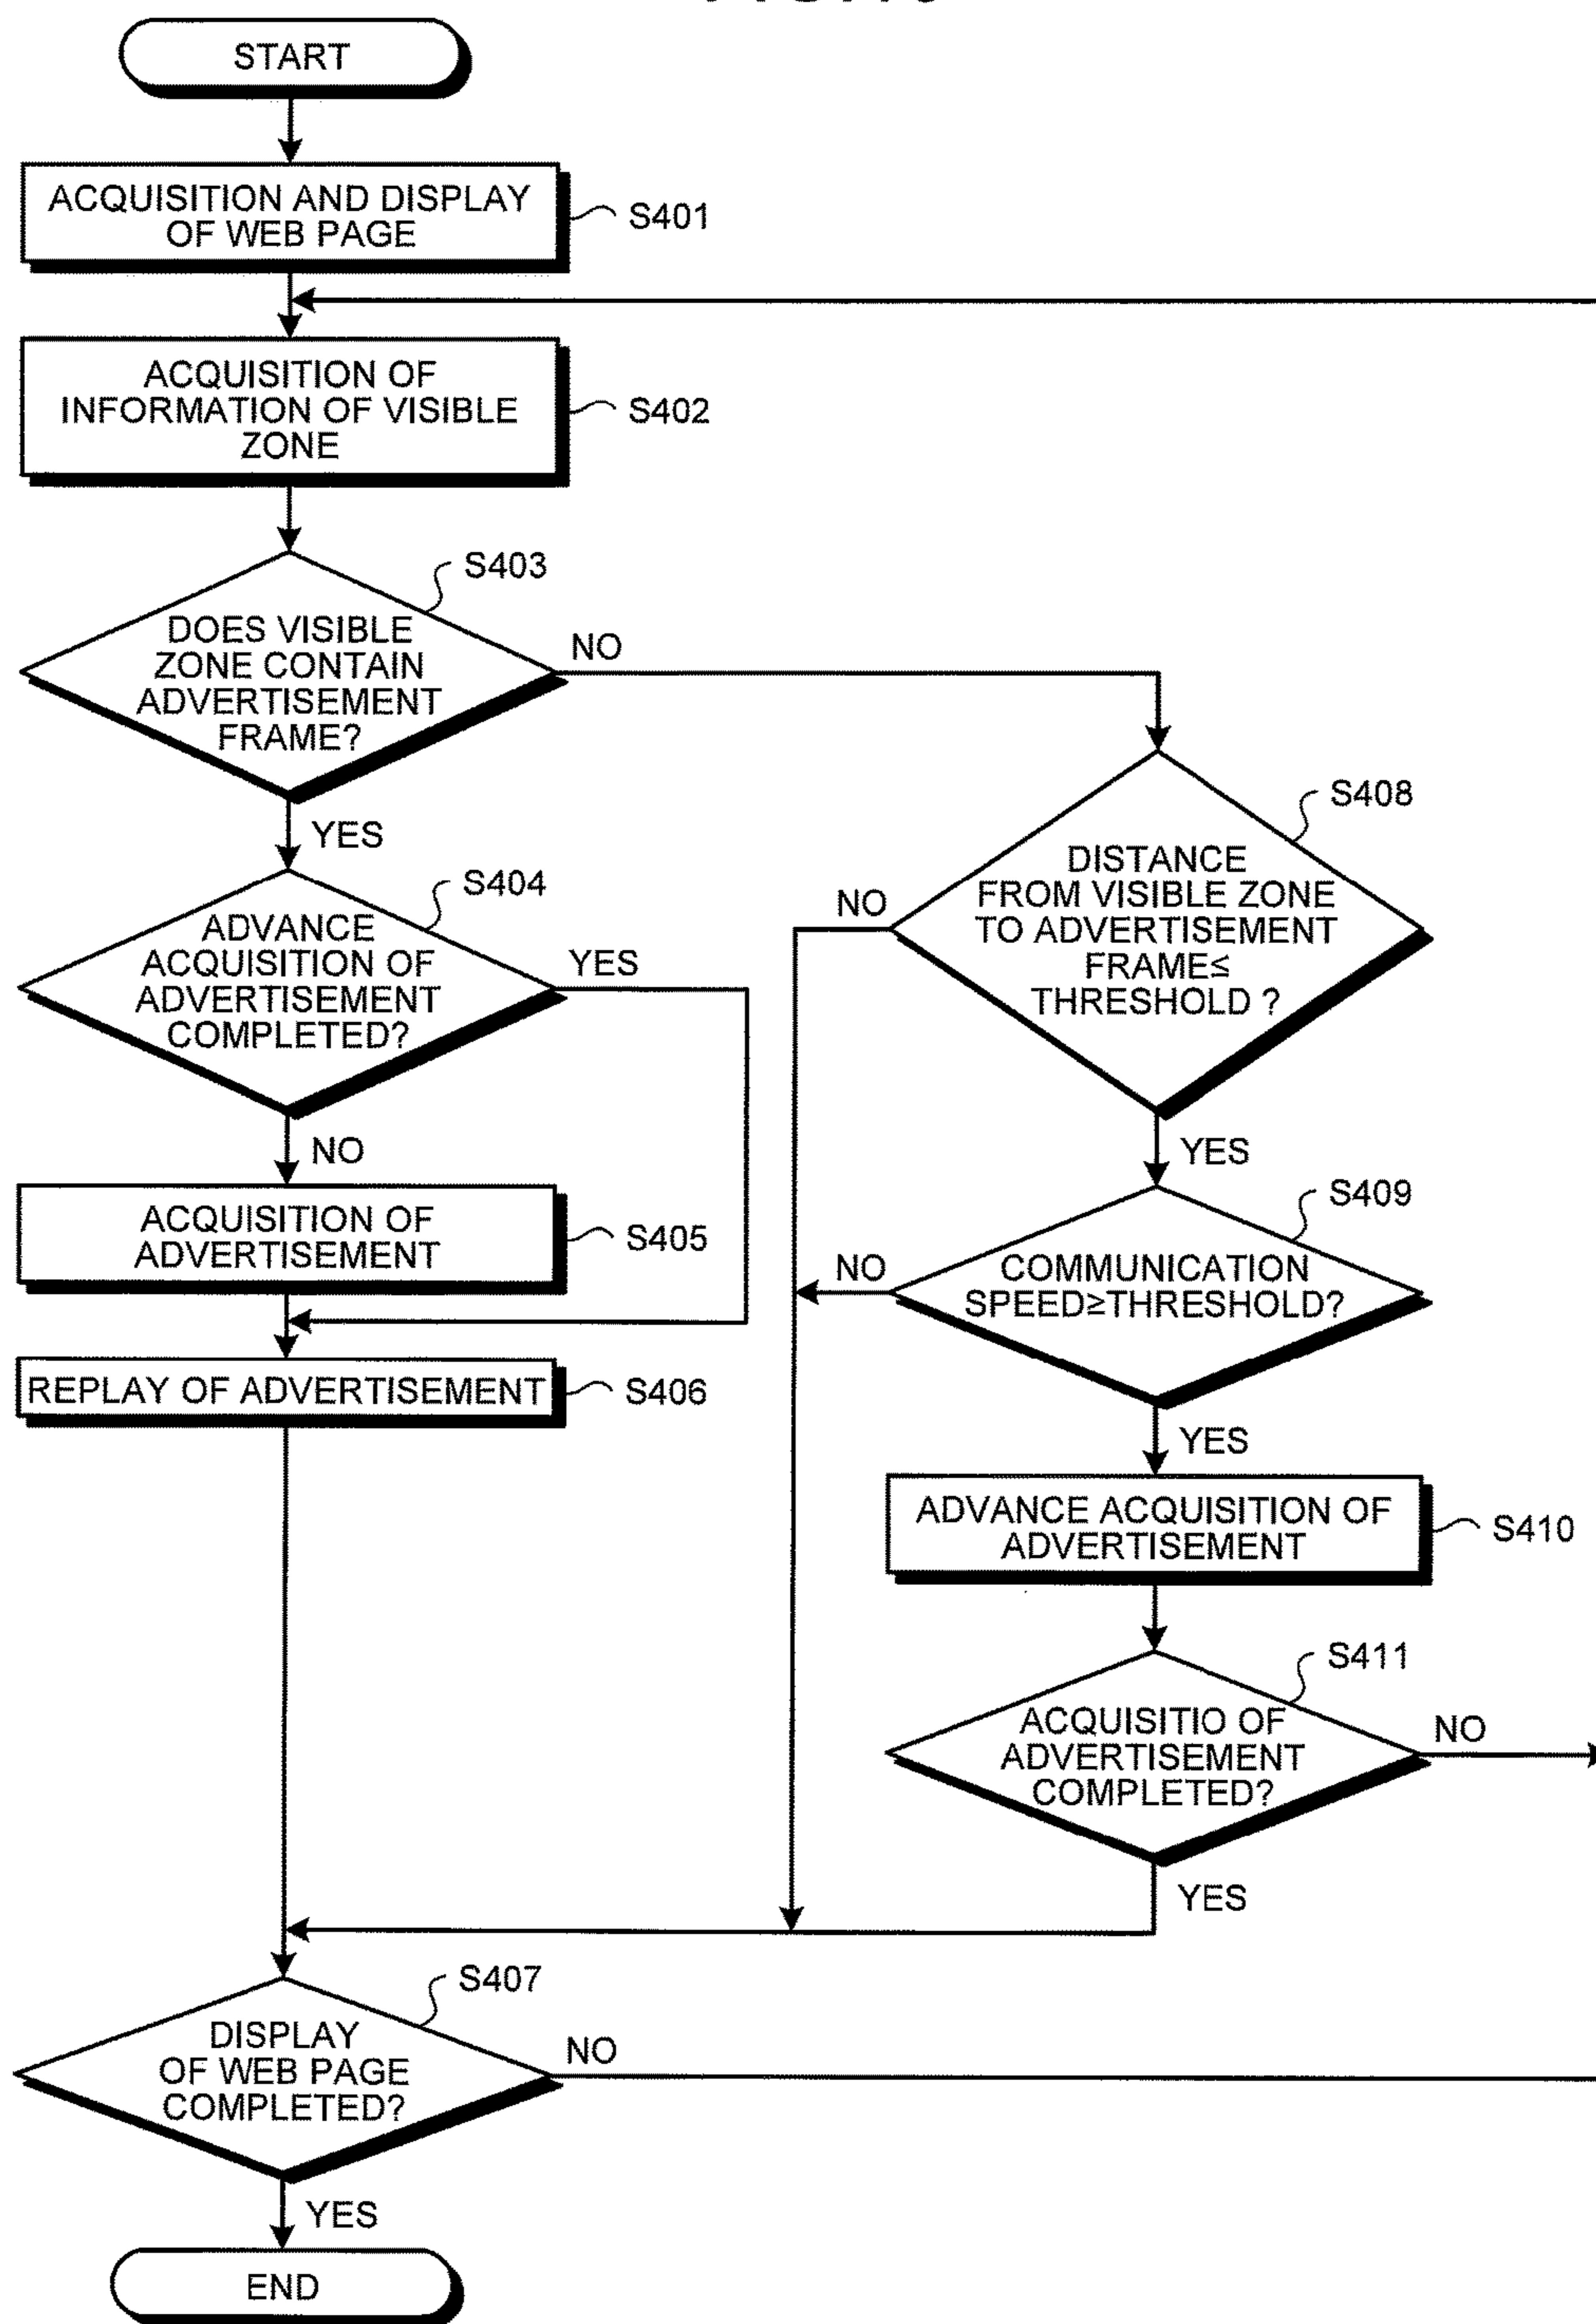 START
ACQUISITION AND DISPLAY
OF WEB PAGE
S401
ACQUISITION OF
INFORMATION OF VISIBLE
ZONE
S402
S403
DOES VISIBLE
ZONE CONTAIN
ADVERTISEMENT
FRAME?
NO
YES
S404
ADVANCE
ACQUISITION OF
ADVERTISEMENT
COMPLETED?
YES
NO
ACQUISITION OF
ADVERTISEMENT
S405
REPLAY OF ADVERTISEMENT
S406
S408
DISTANCE
FROM VISIBLE ZONE
TO ADVERTISEMENT
FRAME≤
THRESHOLD ?
NO
YES
S409
COMMUNICATION
SPEED≥THRESHOLD?
NO
YES
ADVANCE ACQUISITION OF
ADVERTISEMENT
S410
S411
ACQUISITIO OF
ADVERTISEMENT
COMPLETED?
NO
YES
S407
DISPLAY
OF WEB PAGE
COMPLETED?
NO
YES
END